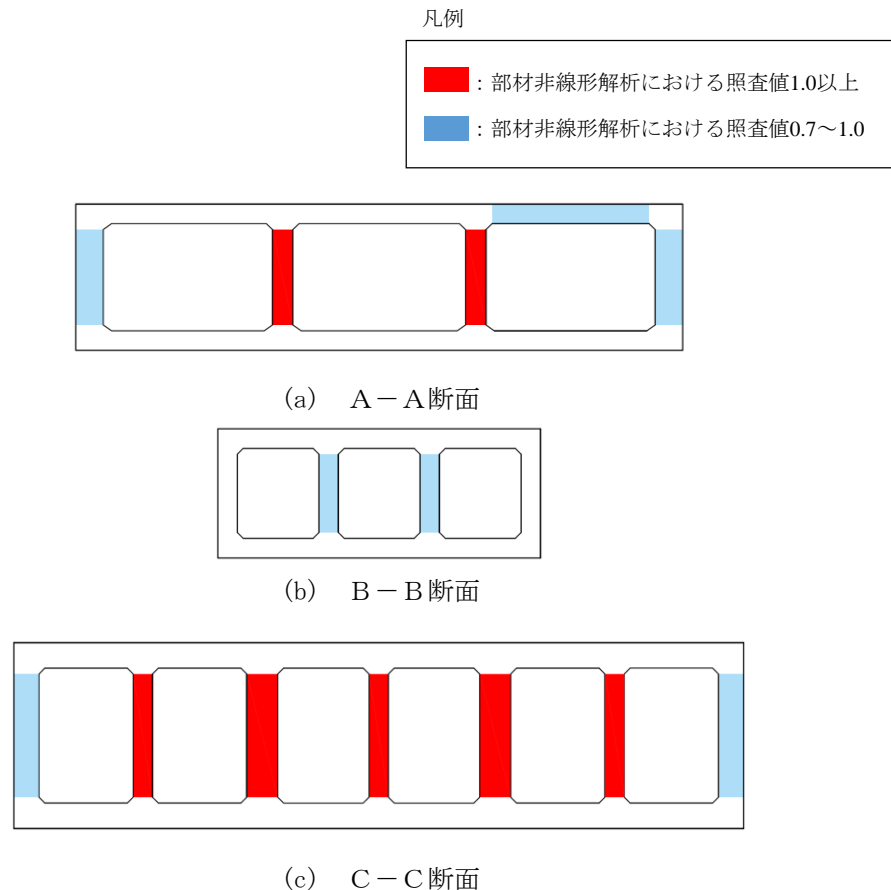 凡例
：部材非線形解析における照査値1.0以上
：部材非線形解析における照査値0.7～1.0
(a)　A－A断面
(b)　B－B断面
(c)　C－C断面